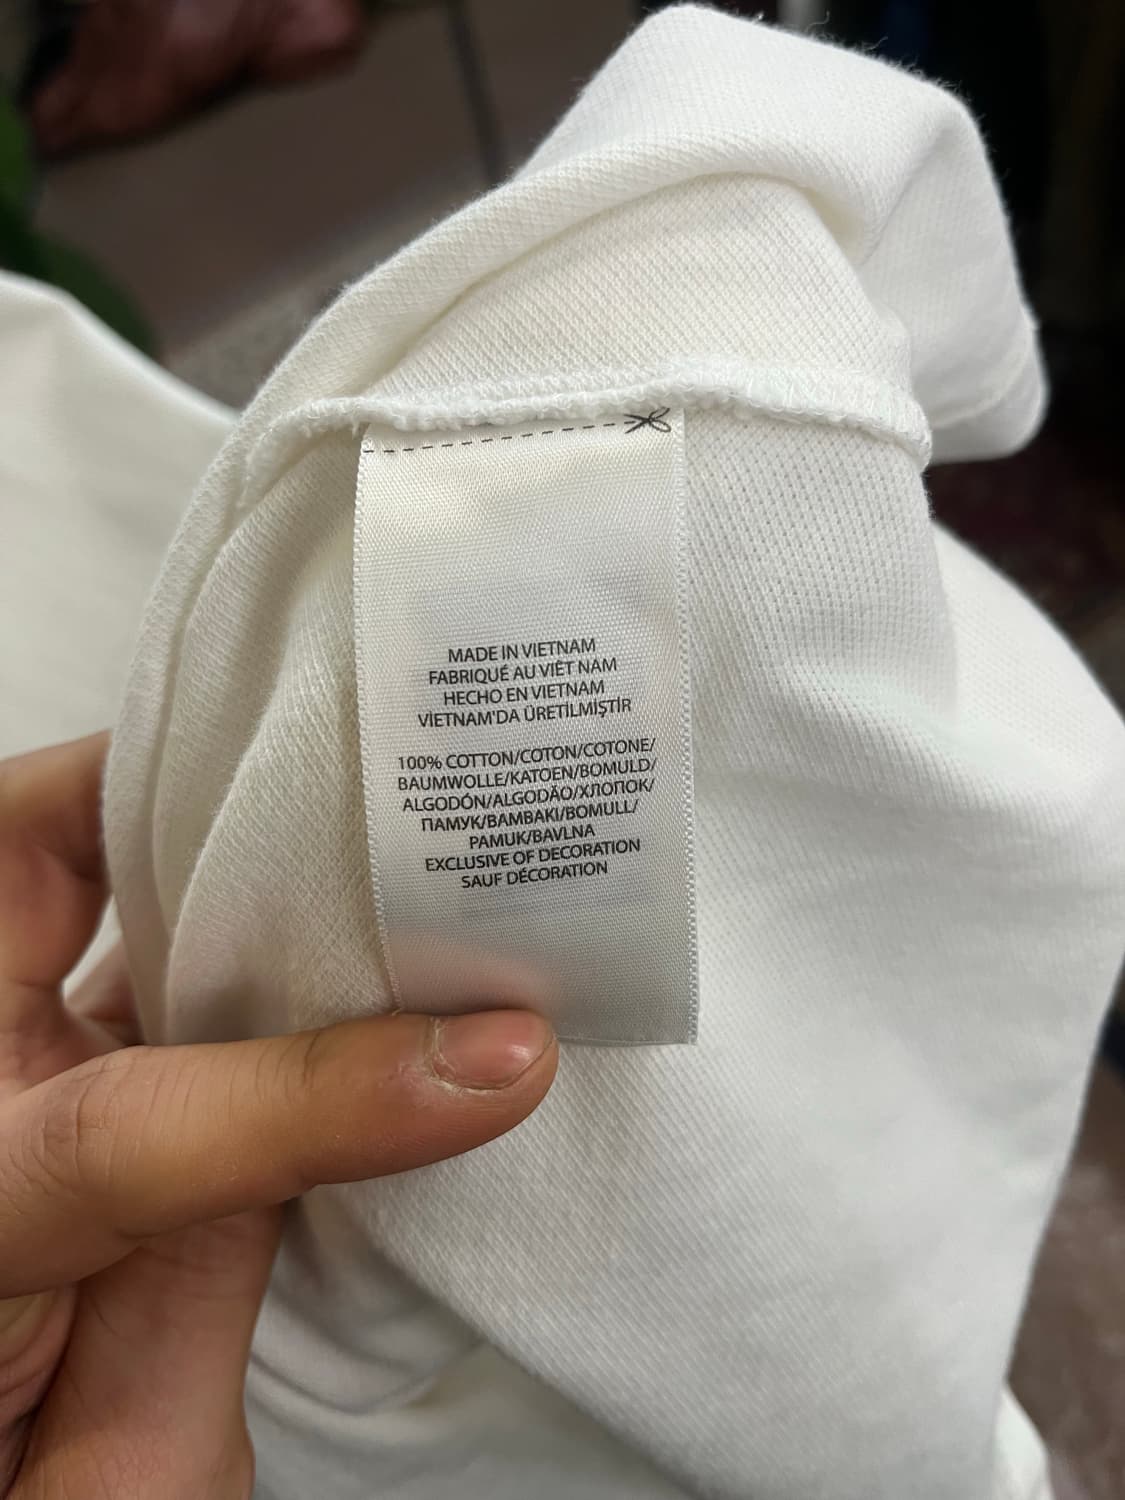 MADE IN VIETNAM
FABRIQUÉ AU VIÊT NAM
HECHO EN VIETNAM
VİETNAM'DA ÜRETİLMİŞTİR
100% COTTON/COTON/COTONE/
BAUMWOLLE/KATOEN/BOMULD/
ALGODÓN/ALGODÃO/ХЛОПОК/
ПАМУК/ΒΑΜΒΑΚΙ/BOMULL/
PAMUK/BAVLNA
EXCLUSIVE OF DECORATION
SAUF DÉCORATION